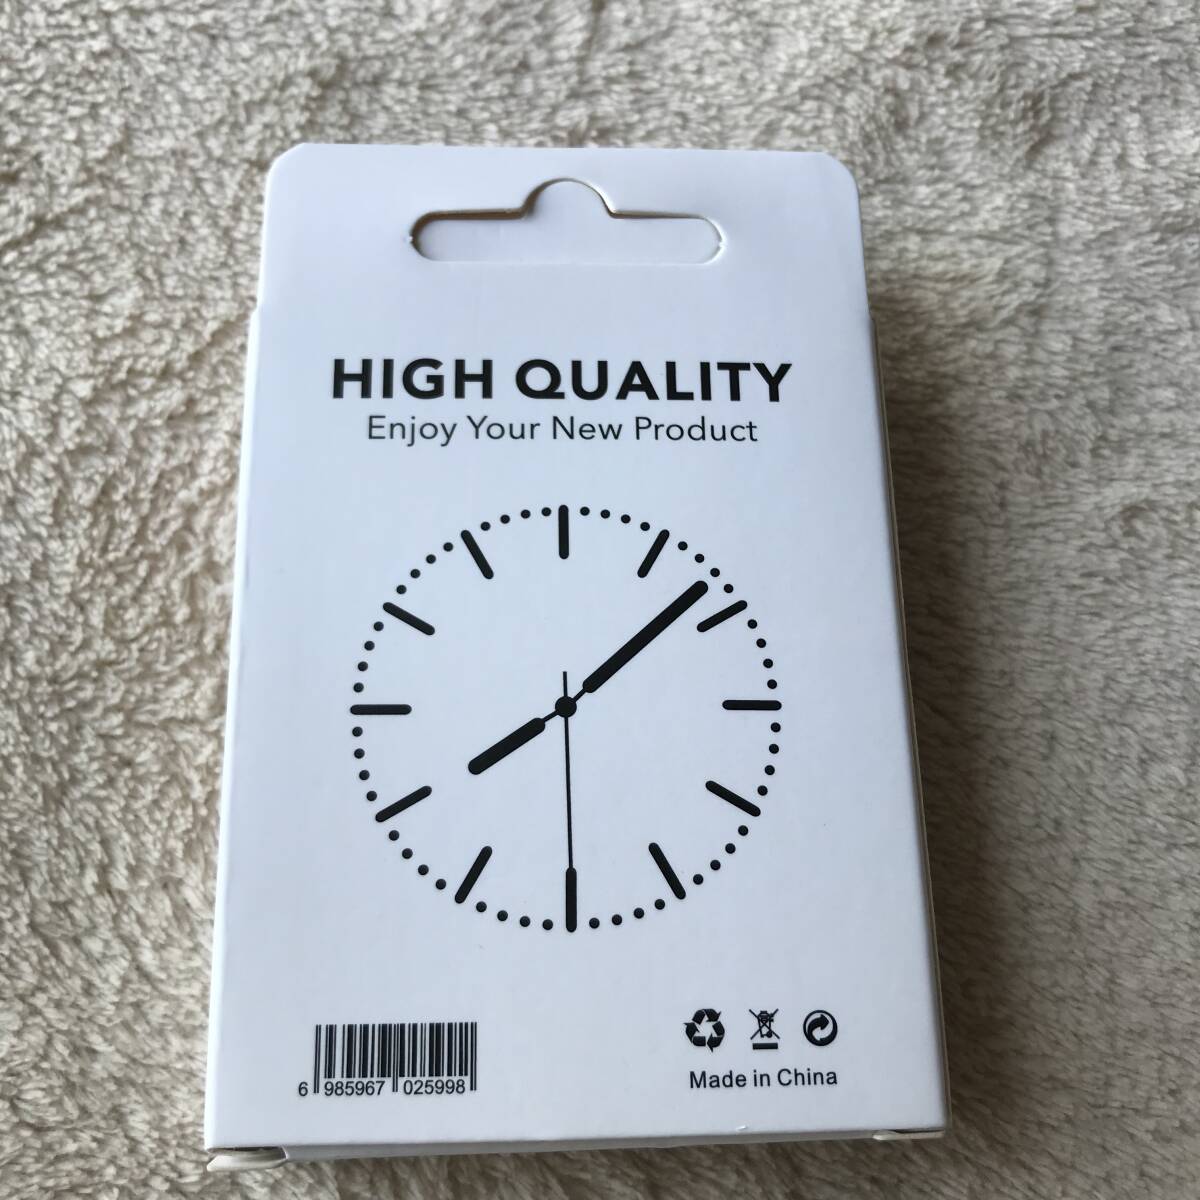 HIGH QUALITY
Enjoy Your New Product
6 985967 025998
Made in China